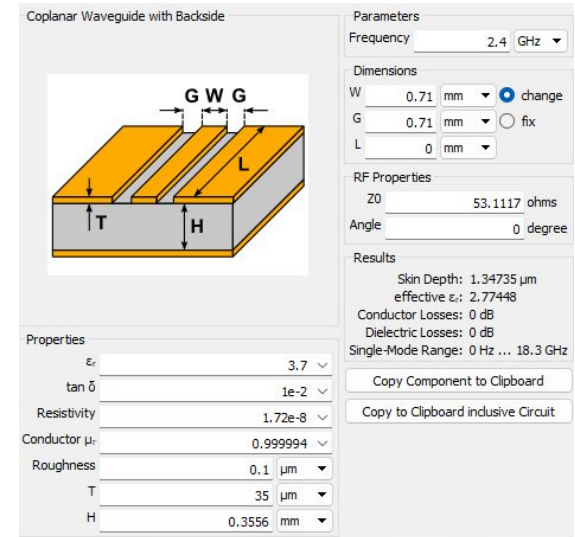 Coplanar Waveguide with Backside
G W G
L
T
H
Properties
εr 3.7
tan δ 1e-2
Resistivity 1.72e-8
Conductor μr 0.999994
Roughness 0.1 μm
T 35 μm
H 0.3556 mm
Parameters
Frequency 2.4 GHz
Dimensions
W 0.71 mm change
G 0.71 mm fix
L 0 mm
RF Properties
Z0 53.1117 ohms
Angle 0 degree
Results
Skin Depth: 1.34735 μm
effective εr: 2.77448
Conductor Losses: 0 dB
Dielectric Losses: 0 dB
Single-Mode Range: 0 Hz ... 18.3 GHz
Copy Component to Clipboard
Copy to Clipboard inclusive Circuit